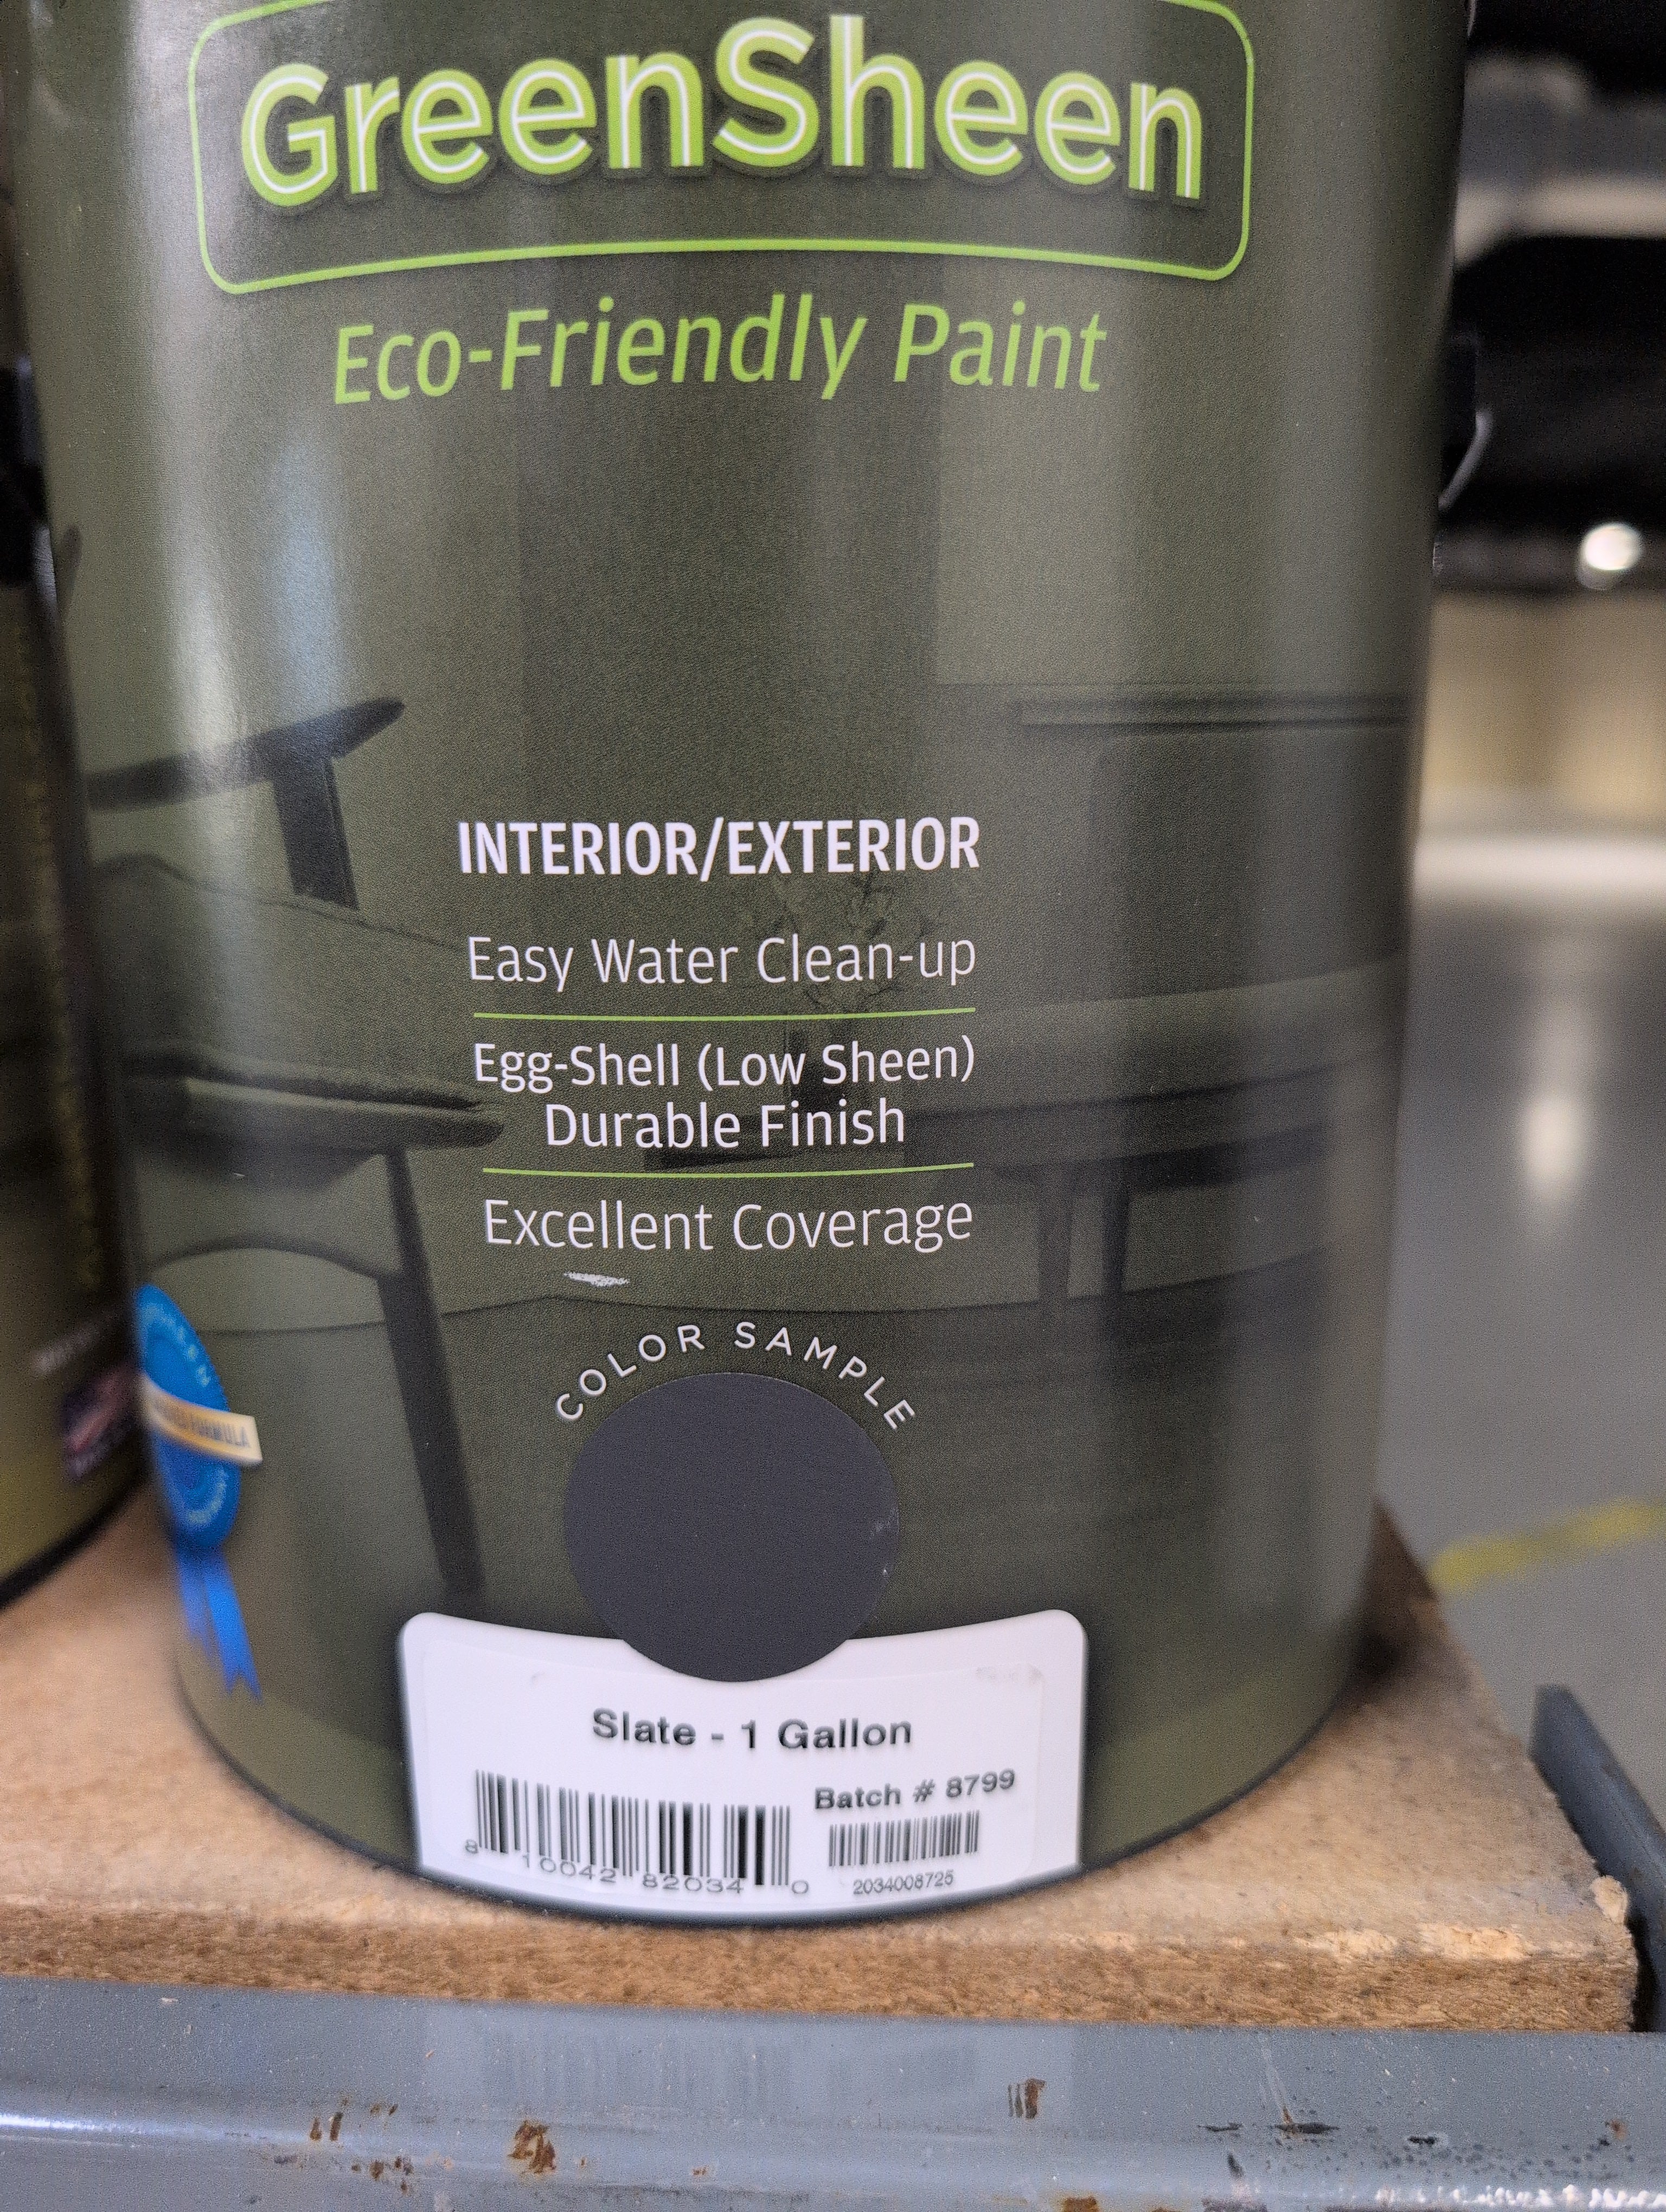 GreenSheen
Eco-Friendly Paint
INTERIOR/EXTERIOR
Easy Water Clean-up
Egg-Shell (Low Sheen)
Durable Finish
Excellent Coverage
COLOR SAMPLE
FORMULA
Slate - 1 Gallon
Batch # 8799
8 10042 82034 0
2034008725